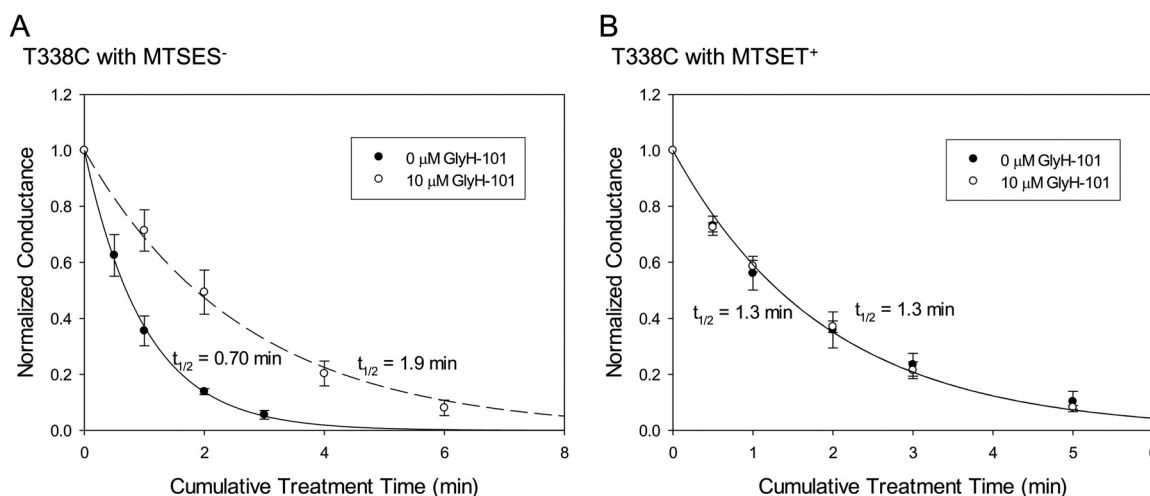 A
T338C with MTSES⁻
1.2
1.0
0.8
0.6
0.4
0.2
0.0
Normalized Conductance
0 μM GlyH-101
10 μM GlyH-101
t1/2 = 0.70 min
t1/2 = 1.9 min
0 2 4 6 8
Cumulative Treatment Time (min)
B
T338C with MTSET⁺
1.2
1.0
0.8
0.6
0.4
0.2
0.0
Normalized Conductance
0 μM GlyH-101
10 μM GlyH-101
t1/2 = 1.3 min
t1/2 = 1.3 min
0 1 2 3 4 5 6
Cumulative Treatment Time (min)